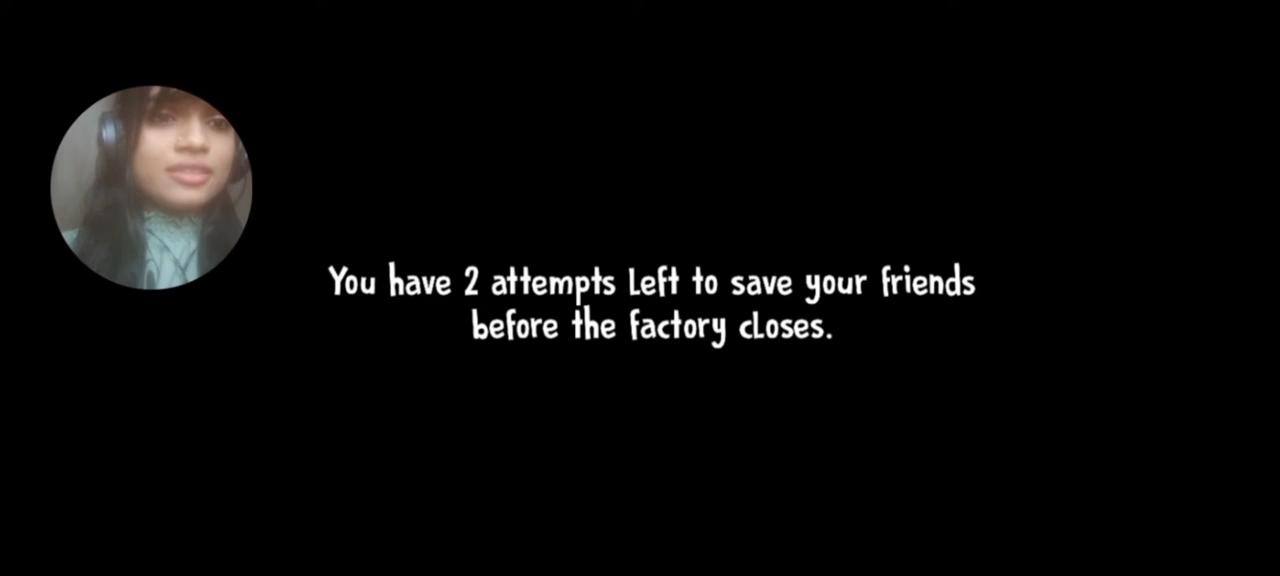 You have 2 attempts left to save your friends
before the factory closes.